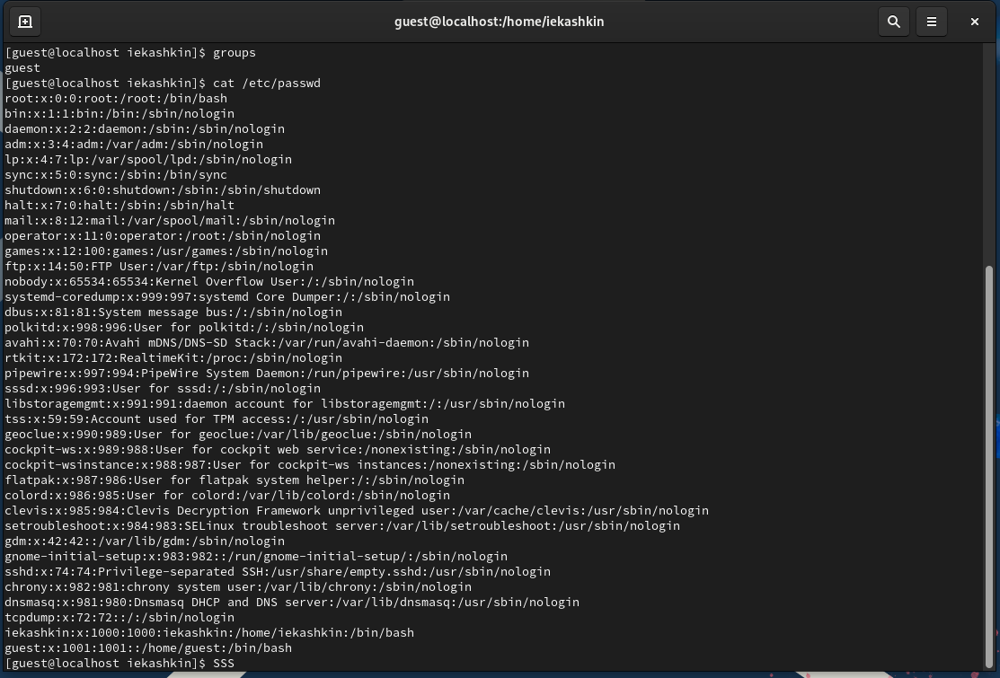 guest@localhost:/home/iekashkin
[guest@localhost iekashkin]$ groups
guest
[guest@localhost iekashkin]$ cat /etc/passwd
root:x:0:0:root:/root:/bin/bash
bin:x:1:1:bin:/bin:/sbin/nologin
daemon:x:2:2:daemon:/sbin:/sbin/nologin
adm:x:3:4:adm:/var/adm:/sbin/nologin
lp:x:4:7:lp:/var/spool/lpd:/sbin/nologin
sync:x:5:0:sync:/sbin:/bin/sync
shutdown:x:6:0:shutdown:/sbin:/sbin/shutdown
halt:x:7:0:halt:/sbin:/sbin/halt
mail:x:8:12:mail:/var/spool/mail:/sbin/nologin
operator:x:11:0:operator:/root:/sbin/nologin
games:x:12:100:games:/usr/games:/sbin/nologin
ftp:x:14:50:FTP User:/var/ftp:/sbin/nologin
nobody:x:65534:65534:Kernel Overflow User:/:/sbin/nologin
systemd-coredump:x:999:997:systemd Core Dumper:/:/sbin/nologin
dbus:x:81:81:System message bus:/:/sbin/nologin
polkitd:x:998:996:User for polkitd:/:/sbin/nologin
avahi:x:70:70:Avahi mDNS/DNS-SD Stack:/var/run/avahi-daemon:/sbin/nologin
rtkit:x:172:172:RealtimeKit:/proc:/sbin/nologin
pipewire:x:997:994:PipeWire System Daemon:/run/pipewire:/usr/sbin/nologin
sssd:x:996:993:User for sssd:/:/sbin/nologin
libstoragemgmt:x:991:991:daemon account for libstoragemgmt:/:/usr/sbin/nologin
tss:x:59:59:Account used for TPM access:/:/usr/sbin/nologin
geoclue:x:990:989:User for geoclue:/var/lib/geoclue:/sbin/nologin
cockpit-ws:x:989:988:User for cockpit web service:/nonexisting:/sbin/nologin
cockpit-wsinstance:x:988:987:User for cockpit-ws instances:/nonexisting:/sbin/nologin
flatpak:x:987:986:User for flatpak system helper:/:/sbin/nologin
colord:x:986:985:User for colord:/var/lib/colord:/sbin/nologin
clevis:x:985:984:Clevis Decryption Framework unprivileged user:/var/cache/clevis:/usr/sbin/nologin
setroubleshoot:x:984:983:SELinux troubleshoot server:/var/lib/setroubleshoot:/usr/sbin/nologin
gdm:x:42:42::/var/lib/gdm:/sbin/nologin
gnome-initial-setup:x:983:982::/run/gnome-initial-setup/:/sbin/nologin
sshd:x:74:74:Privilege-separated SSH:/usr/share/empty.sshd:/usr/sbin/nologin
chrony:x:982:981:chrony system user:/var/lib/chrony:/sbin/nologin
dnsmasq:x:981:980:Dnsmasq DHCP and DNS server:/var/lib/dnsmasq:/usr/sbin/nologin
tcpdump:x:72:72::/:/sbin/nologin
iekashkin:x:1000:1000:iekashkin:/home/iekashkin:/bin/bash
guest:x:1001:1001::/home/guest:/bin/bash
[guest@localhost iekashkin]$ SSS